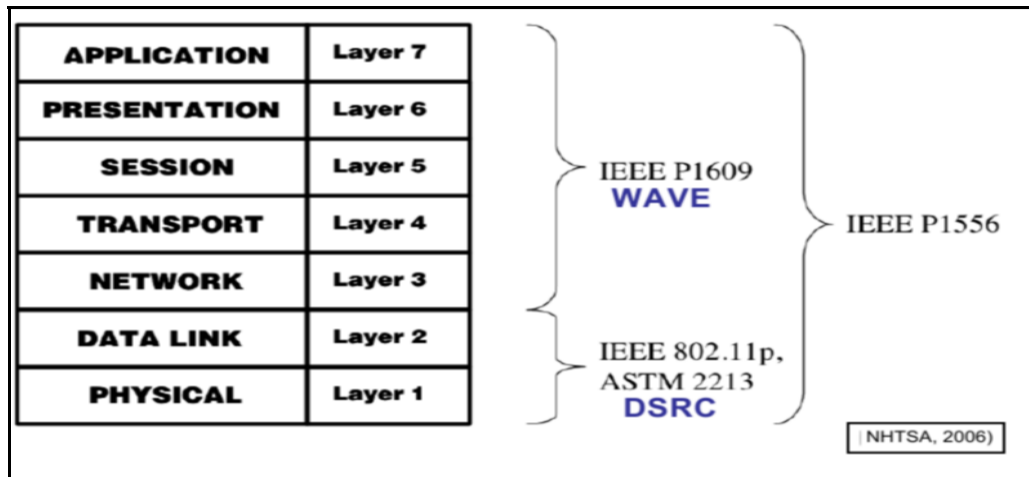 APPLICATION Layer 7
PRESENTATION Layer 6
SESSION Layer 5
TRANSPORT Layer 4
NETWORK Layer 3
DATA LINK Layer 2
PHYSICAL Layer 1
IEEE P1609
WAVE
IEEE 802.11p,
ASTM 2213
DSRC
IEEE P1556
NHTSA, 2006)